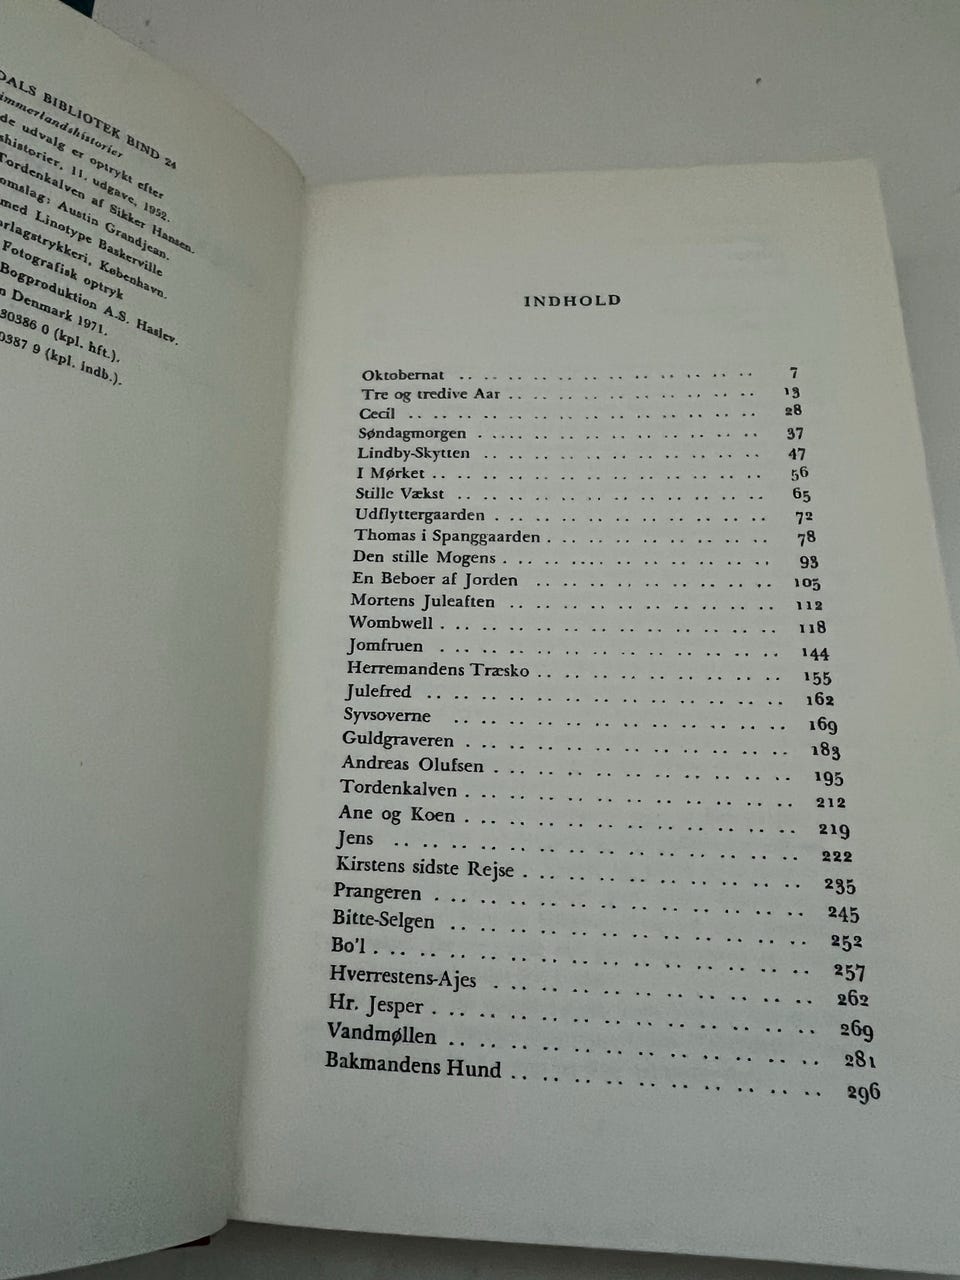 DALS BIBLIOTEK BIND 24
immerlandshistorier
de udvalg er optrykt efter
shistorier, 11. udgave, 1952.
Tordenkalven af Sikker Hansen.
omslag: Austin Grandjean.
med Linotype Baskerville
rlagstrykkeri, København.
Fotografisk optryk
Bogproduktion A.S. Haslev.
n Denmark 1971.
30386 0 (kpl. hft.).
0387 9 (kpl. indb.).
INDHOLD
Oktobernat 7
Tre og tredive Aar 13
Cecil 28
Søndagmorgen 37
Lindby-Skytten 47
I Mørket 56
Stille Vækst 65
Udflyttergaarden 72
Thomas i Spanggaarden 78
Den stille Mogens 93
En Beboer af Jorden 105
Mortens Juleaften 112
Wombwell 118
Jomfruen 144
Herremandens Træsko 155
Julefred 162
Syvsoverne 169
Guldgraveren 183
Andreas Olufsen 195
Tordenkalven 212
Ane og Koen 219
Jens 222
Kirstens sidste Rejse 235
Prangeren 245
Bitte-Selgen 252
Bo'l 257
Hverrestens-Ajes 262
Hr. Jesper 269
Vandmøllen 281
Bakmandens Hund 296